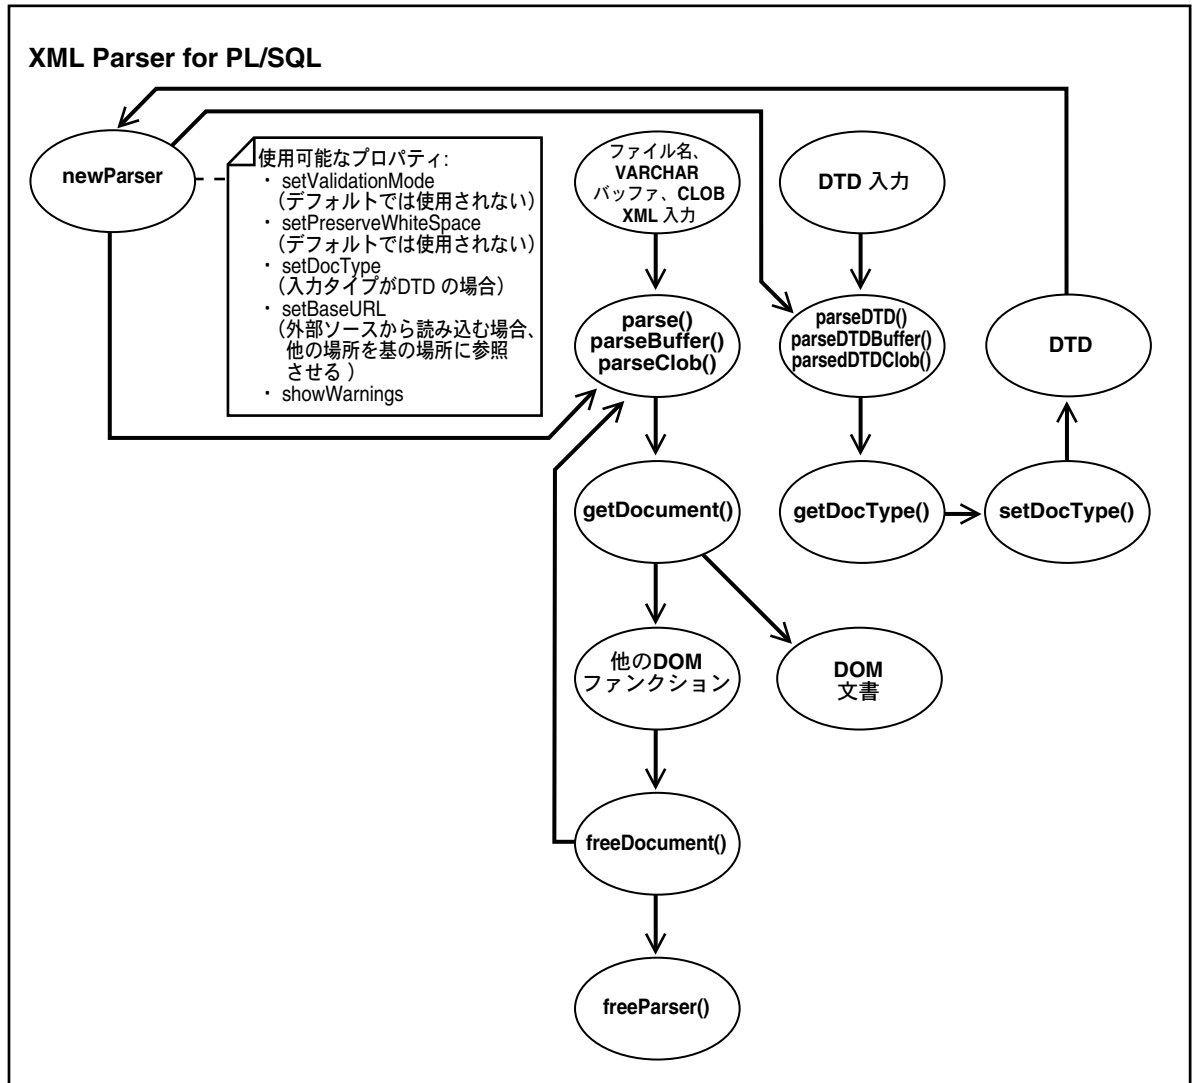 XML Parser for PL/SQL
newParser
使用可能なプロパティ:
・ setValidationMode
（デフォルトでは使用されない）
・ setPreserveWhiteSpace
（デフォルトでは使用されない）
・ setDocType
（入力タイプがDTD の場合）
・ setBaseURL
（外部ソースから読み込む場合、
他の場所を基の場所に参照
させる ）
・ showWarnings
ファイル名、
VARCHAR
バッファ、CLOB
XML 入力
DTD 入力
parse()
parseBuffer()
parseClob()
parseDTD()
parseDTDBuffer()
parsedDTDClob()
DTD
getDocument()
getDocType()
setDocType()
他のDOM
ファンクション
DOM
文書
freeDocument()
freeParser()